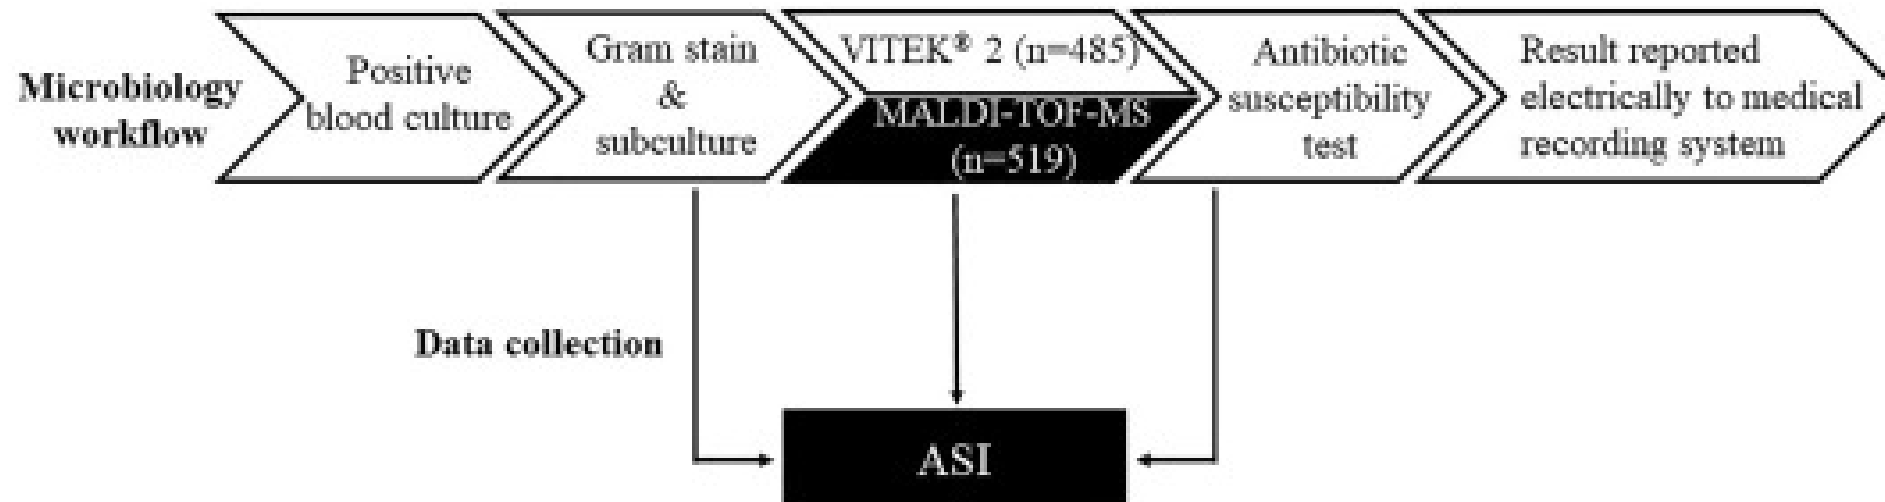 Microbiology
workflow
Positive
blood culture
Gram stain
&
subculture
VITEK® 2 (n=485)
MALDI-TOF-MS
(n=519)
Antibiotic
susceptibility
test
Result reported
electrically to medical
recording system
Data collection
ASI